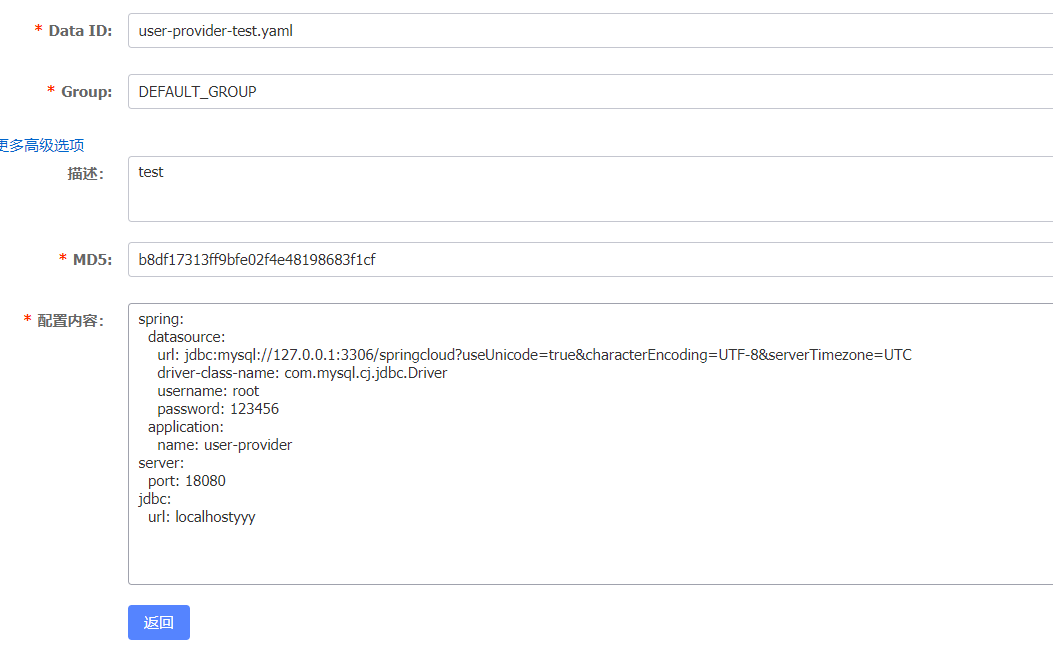 * Data ID: user-provider-test.yaml
* Group: DEFAULT_GROUP
更多高级选项
描述: test
* MD5: b8df17313ff9bfe02f4e48198683f1cf
* 配置内容: spring:
datasource:
url: jdbc:mysql://127.0.0.1:3306/springcloud?useUnicode=true&characterEncoding=UTF-8&serverTimezone=UTC
driver-class-name: com.mysql.cj.jdbc.Driver
username: root
password: 123456
application:
name: user-provider
server:
port: 18080
jdbc:
url: localhostyyy
返回